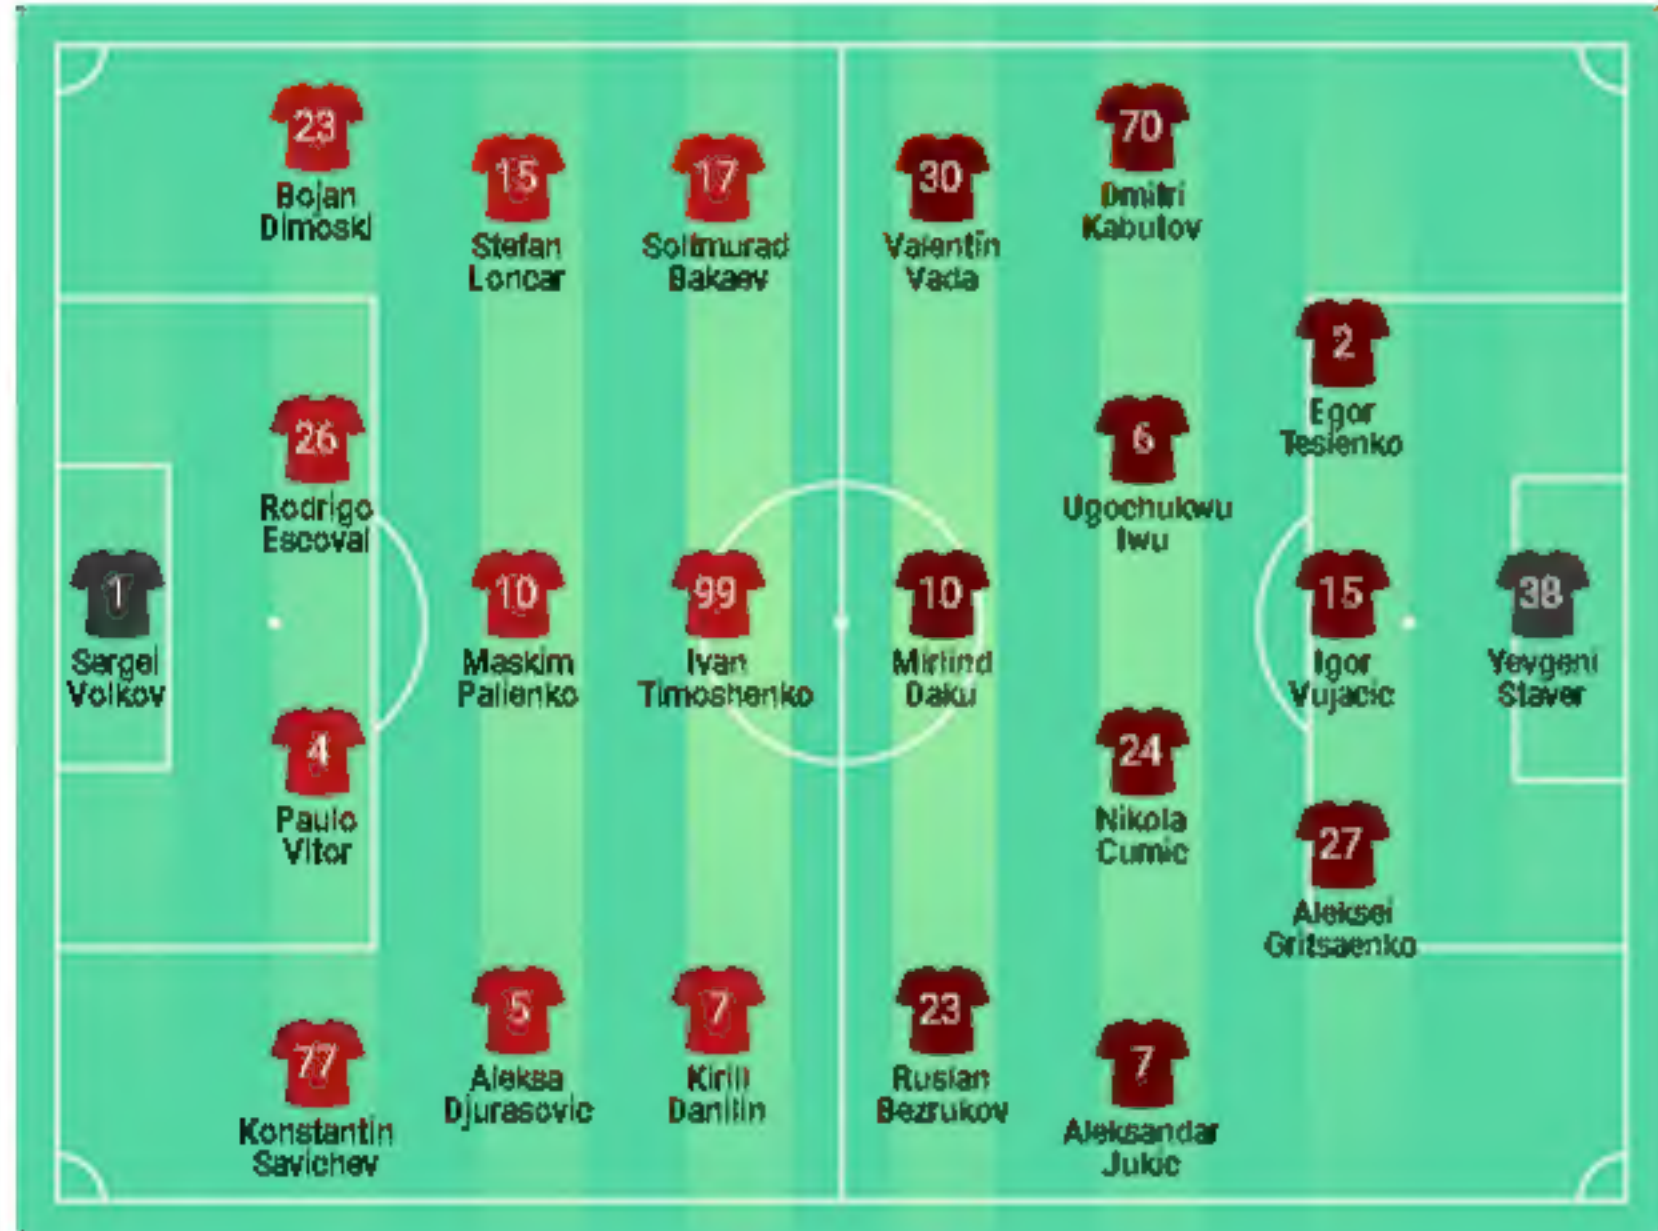 23
Bojan
Dimoski
15
Stefan
Loncar
17
Soltmurad
Bakaev
30
Valentin
Vada
70
Dmitri
Kabutov
2
Egor
Teslenko
26
Rodrigo
Escoval
6
Ugochukwu
Iwu
1
Sergei
Volkov
10
Maskim
Palienko
99
Ivan
Timoshenko
10
Mirlind
Daku
15
Igor
Vujacic
38
Yevgeni
Staver
4
Paulo
Vitor
24
Nikola
Cumic
27
Aleksei
Gritsaenko
77
Konstantin
Savichev
5
Aleksa
Djurasovic
7
Kirill
Danilin
23
Ruslan
Bezrukov
7
Aleksandar
Jukic